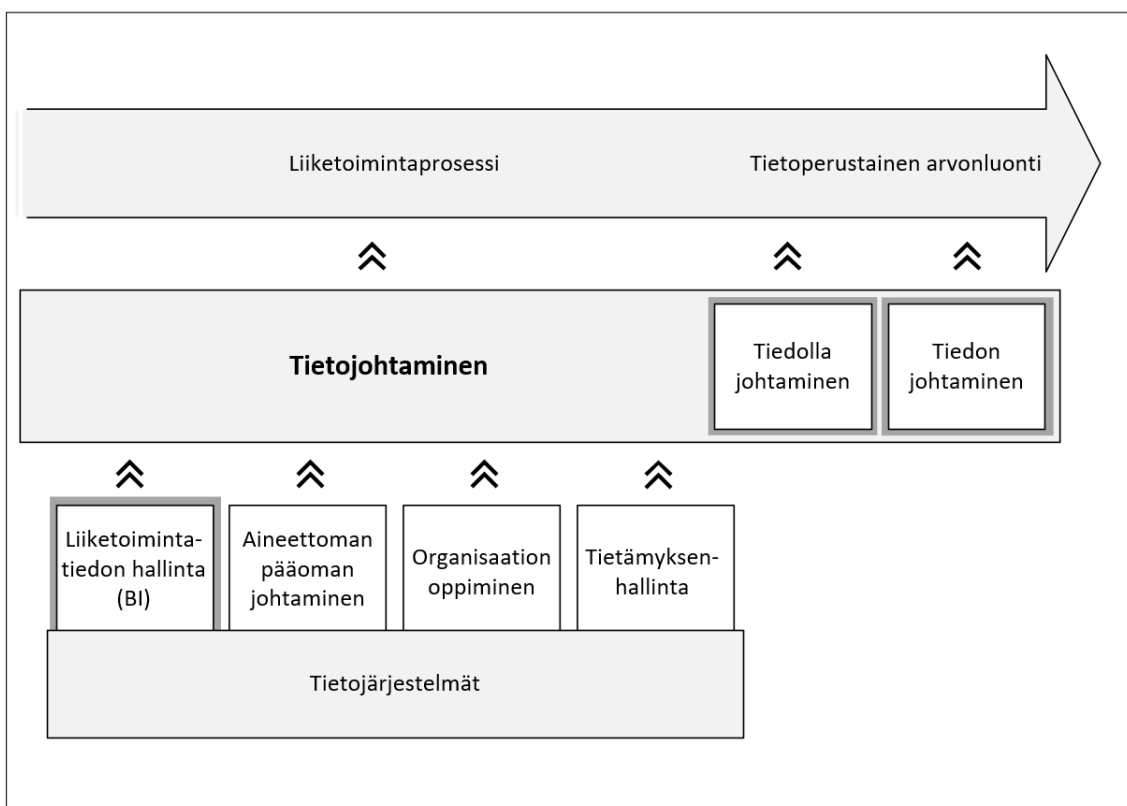 Liiketoimintaprosessi
Tietoperustainen arvonluonti
Tietojohtaminen
Tiedolla
johtaminen
Tiedon
johtaminen
Liiketoiminta-
tiedon hallinta
(BI)
Aineettoman
pääoman
johtaminen
Organisaation
oppiminen
Tietämyksen-
hallinta
Tietojärjestelmät